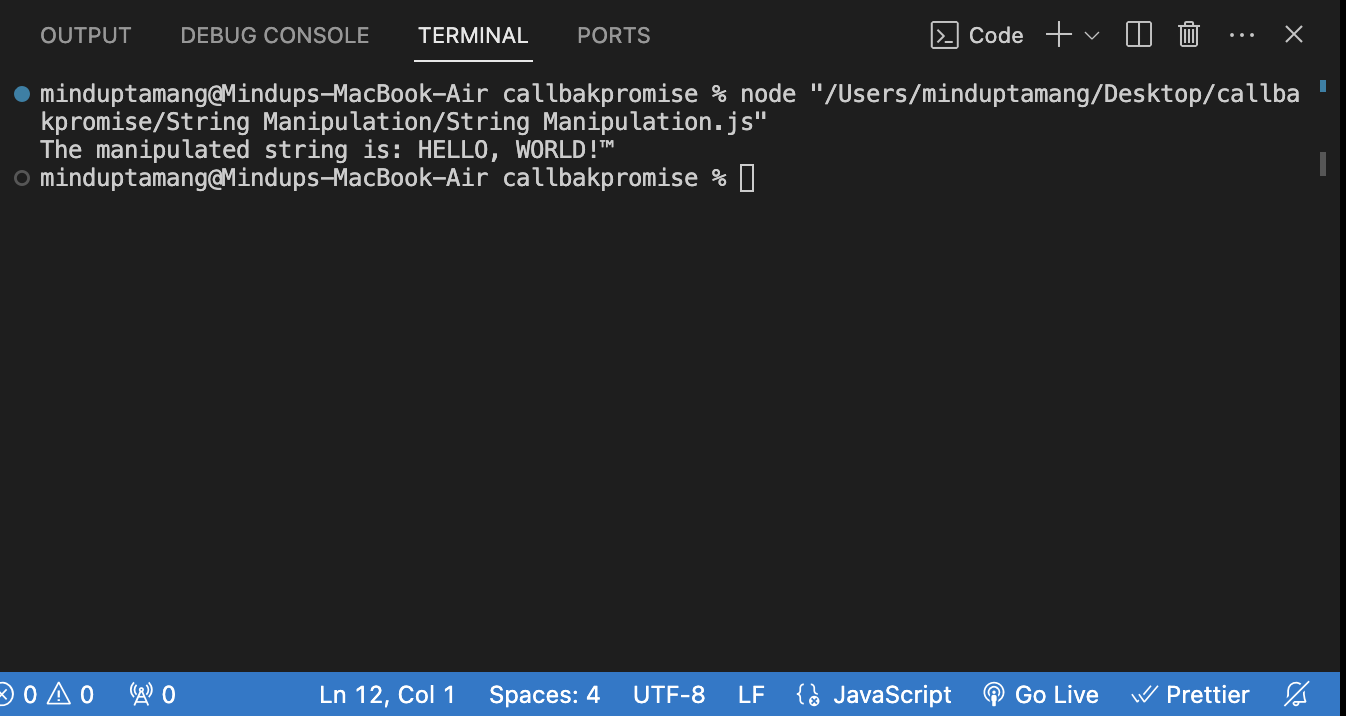 OUTPUT DEBUG CONSOLE TERMINAL PORTS Code
minduptamang@Mindups-MacBook-Air callbakpromise % node "/Users/minduptamang/Desktop/callba
kpromise/String Manipulation/String Manipulation.js"
The manipulated string is: HELLO, WORLD!™
minduptamang@Mindups-MacBook-Air callbakpromise %
0 0 0 Ln 12, Col 1 Spaces: 4 UTF-8 LF JavaScript Go Live Prettier